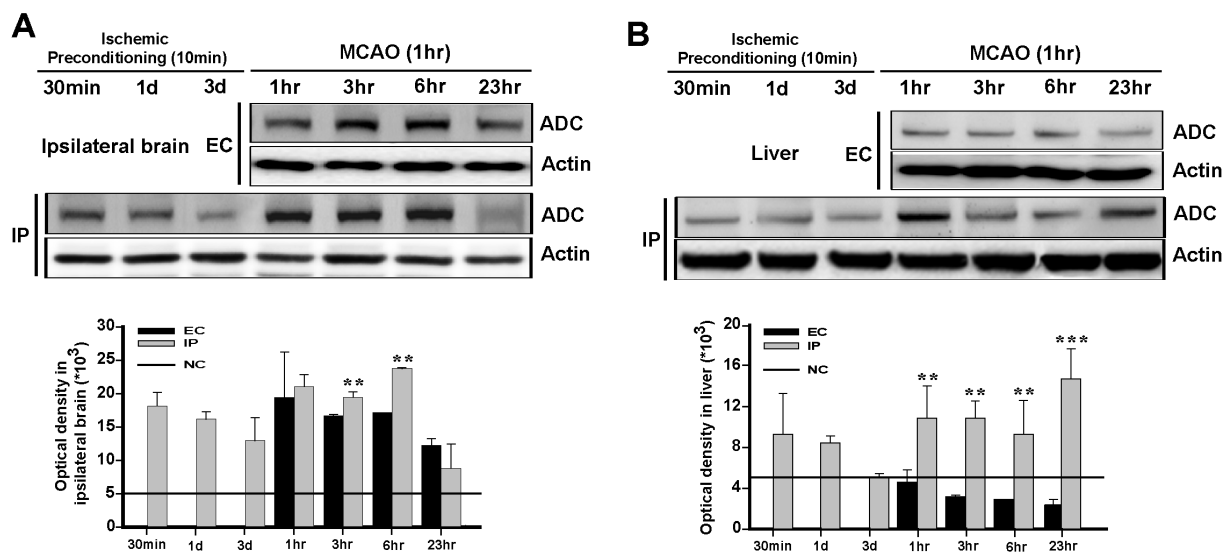 A
Ischemic
Preconditioning (10min)
MCAO (1hr)
30min 1d 3d 1hr 3hr 6hr 23hr
Ipsilateral brain EC
ADC
Actin
IP
ADC
Actin
Optical density in
ipsilateral brain (*10³)
30
25
20
15
10
5
0
EC
IP
NC
** **
30min 1d 3d 1hr 3hr 6hr 23hr
B
Ischemic
Preconditioning (10min)
MCAO (1hr)
30min 1d 3d 1hr 3hr 6hr 23hr
Liver EC
ADC
Actin
IP
ADC
Actin
Optical density in liver (*10³)
20
16
12
8
4
0
EC
IP
NC
** ** ** ***
30min 1d 3d 1hr 3hr 6hr 23hr